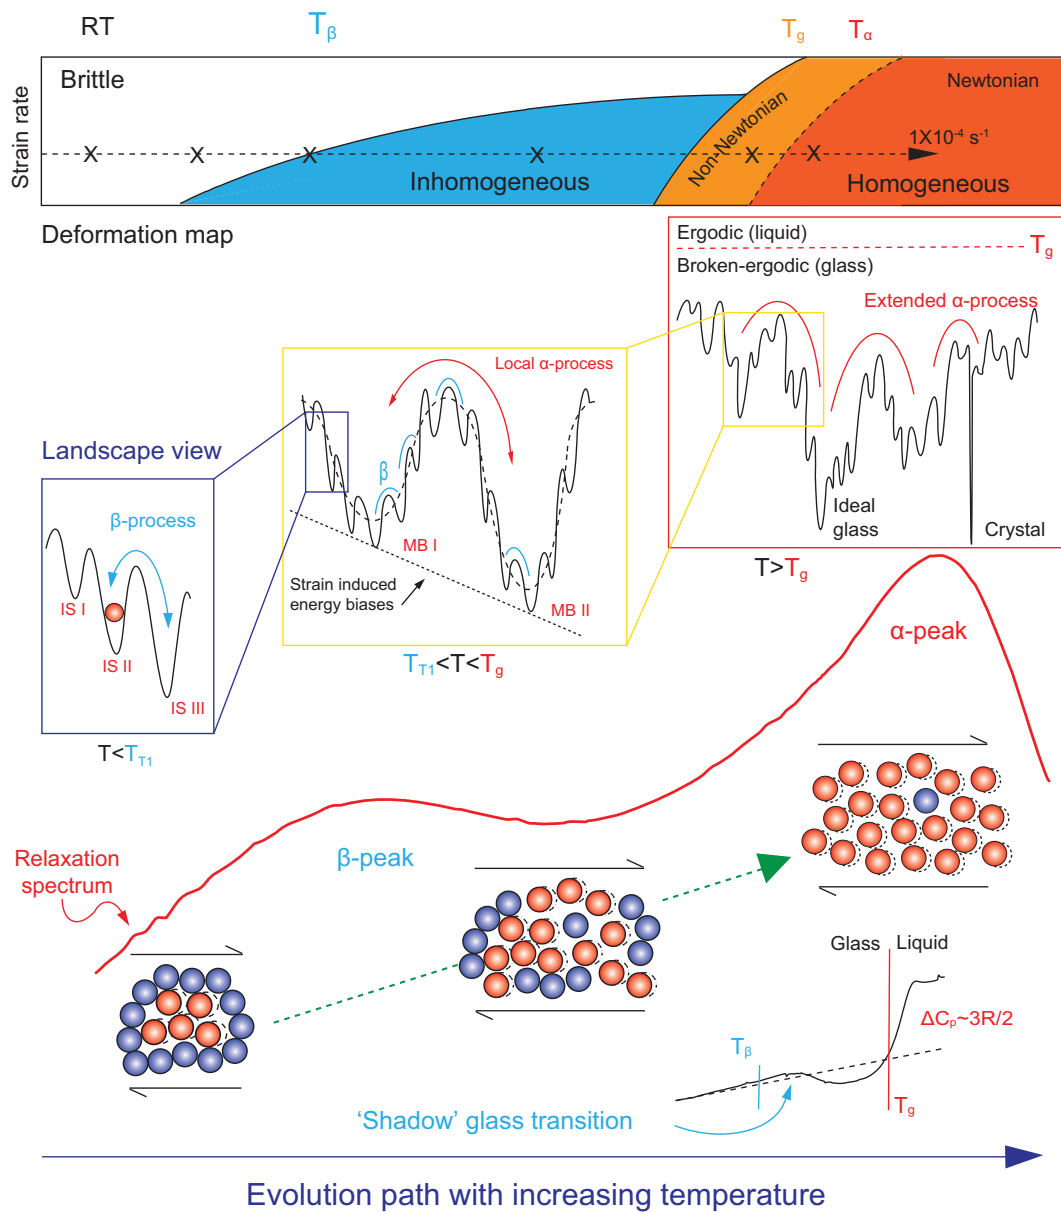 RT
Tβ
Tg
Tα
Strain rate
Brittle
Inhomogeneous
Non-Newtonian
Newtonian
1X10⁻⁴ s⁻¹
Homogeneous
X
X
X
X
X
X
Deformation map
Ergodic (liquid)
Tg
Broken-ergodic (glass)
Extended α-process
Ideal
glass
Crystal
T>Tg
Local α-process
β
MB I
Strain induced
energy biases
MB II
TT1<T<Tg
Landscape view
β-process
IS I
IS II
IS III
T<TT1
α-peak
β-peak
Relaxation
spectrum
Glass
Liquid
ΔCp~3R/2
Tβ
Tg
‘Shadow’ glass transition
Evolution path with increasing temperature